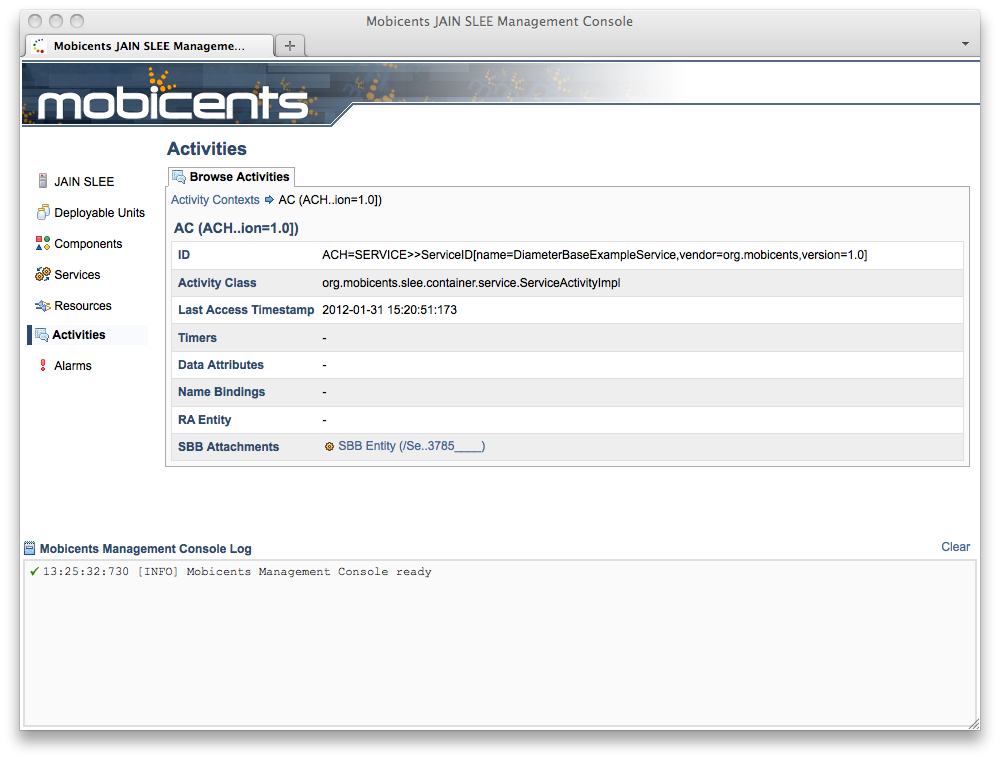 Mobicents JAIN SLEE Management Console
Mobicents JAIN SLEE Manageme...
mobicents
Activities
JAIN SLEE
Deployable Units
Components
Services
Resources
Activities
Alarms
Browse Activities
Activity Contexts AC (ACH..ion=1.0])
AC (ACH..ion=1.0])
ID ACH=SERVICE>>ServiceID[name=DiameterBaseExampleService,vendor=org.mobicents,version=1.0]
Activity Class org.mobicents.slee.container.service.ServiceActivityImpl
Last Access Timestamp 2012-01-31 15:20:51:173
Timers -
Data Attributes -
Name Bindings -
RA Entity -
SBB Attachments SBB Entity (/Se..3785____)
Mobicents Management Console Log Clear
13:25:32:730 [INFO] Mobicents Management Console ready